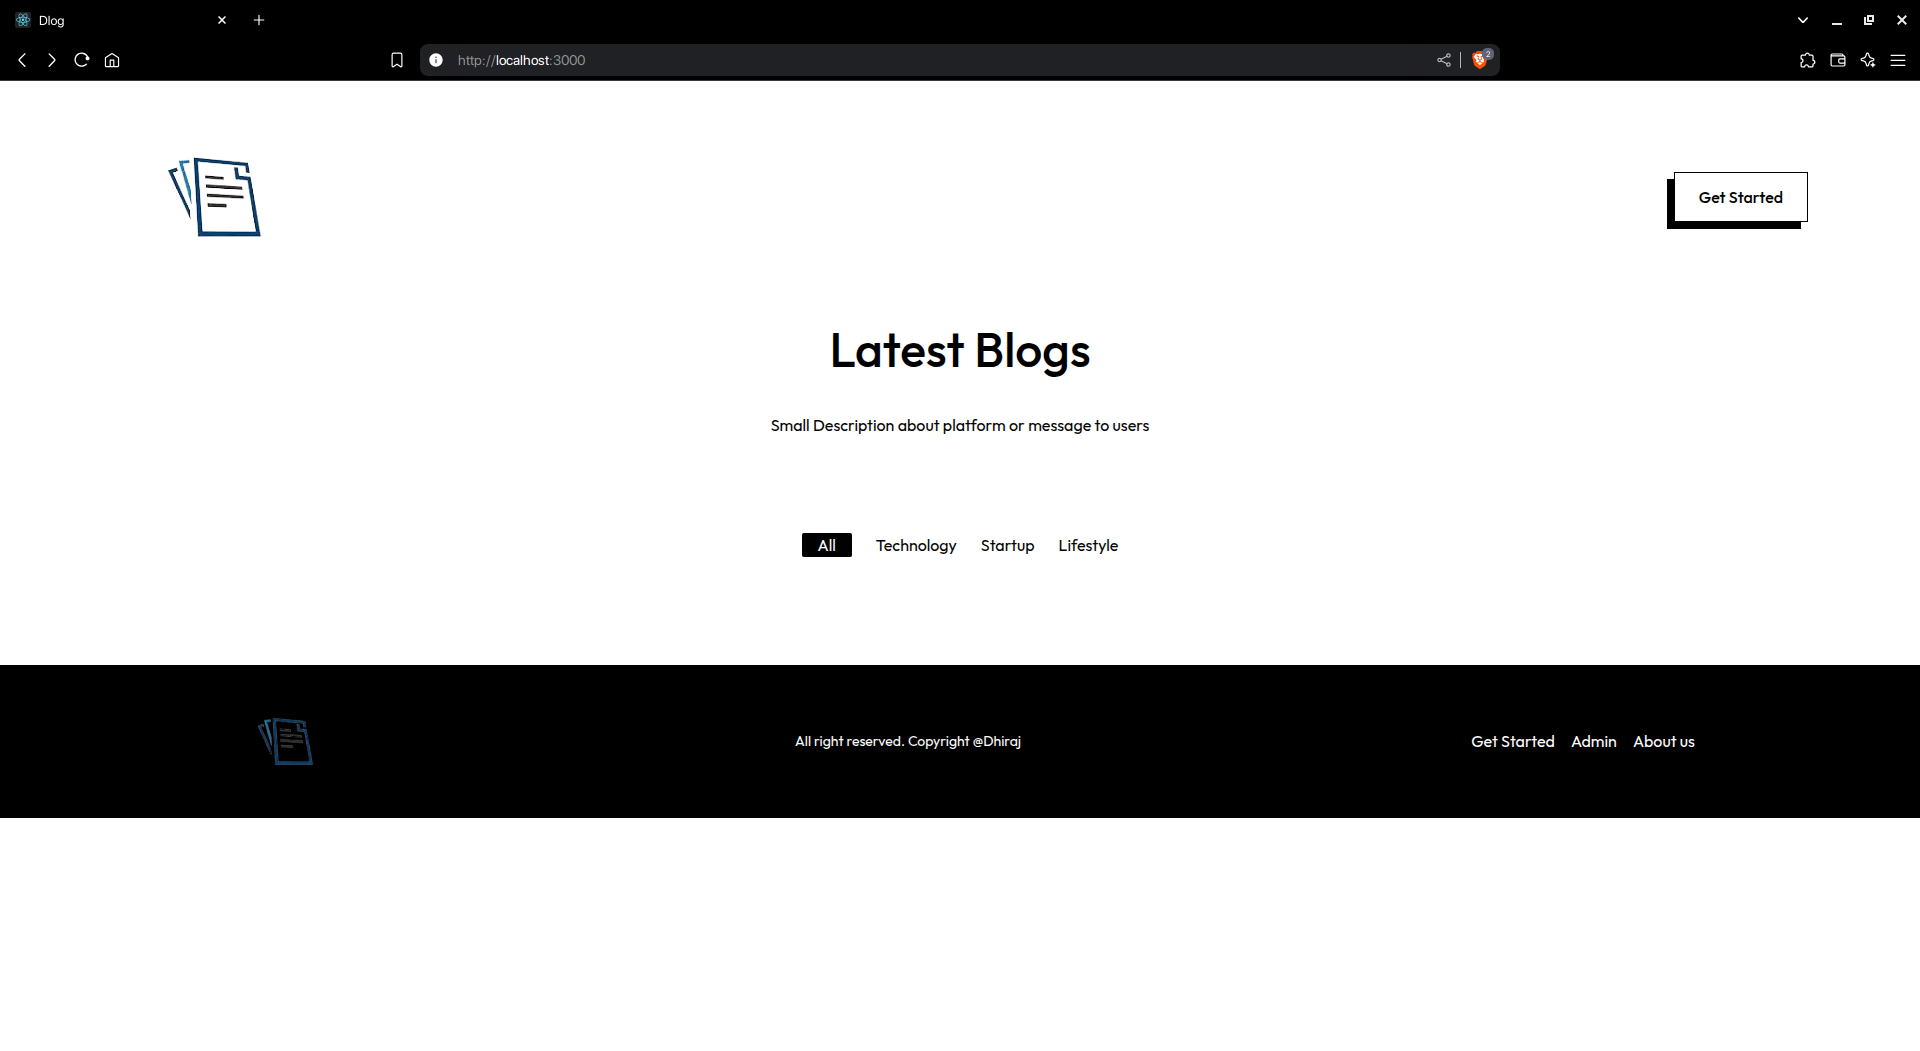 Dlog
http://localhost:3000
2
Get Started
Latest Blogs
Small Description about platform or message to users
All Technology Startup Lifestyle
All right reserved. Copyright @Dhiraj
Get Started Admin About us